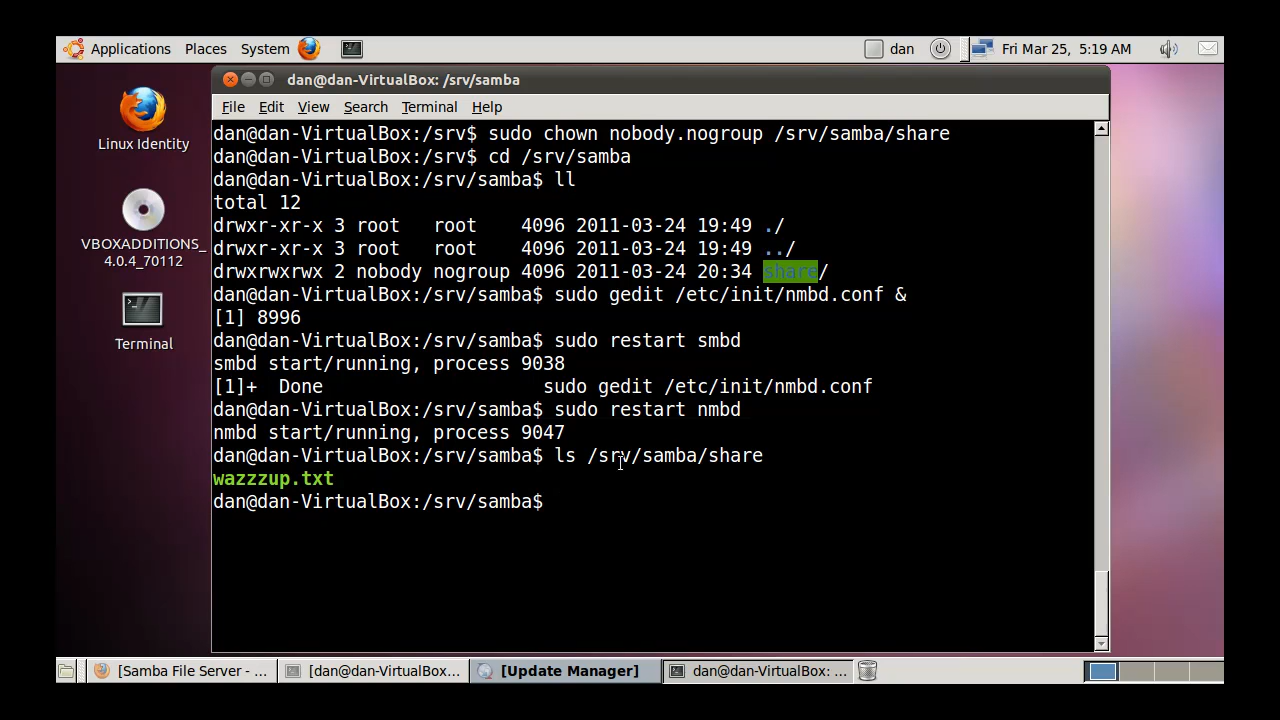 Applications Places System dan Fri Mar 25, 5:19 AM
dan@dan-VirtualBox: /srv/samba
File Edit View Search Terminal Help
Linux Identity
VBOXADDITIONS_
4.0.4_70112
Terminal
dan@dan-VirtualBox:/srv$ sudo chown nobody.nogroup /srv/samba/share
dan@dan-VirtualBox:/srv$ cd /srv/samba
dan@dan-VirtualBox:/srv/samba$ ll
total 12
drwxr-xr-x 3 root   root    4096 2011-03-24 19:49 ./
drwxr-xr-x 3 root   root    4096 2011-03-24 19:49 ../
drwxrwxrwx 2 nobody nogroup 4096 2011-03-24 20:34 share/
dan@dan-VirtualBox:/srv/samba$ sudo gedit /etc/init/nmbd.conf &
[1] 8996
dan@dan-VirtualBox:/srv/samba$ sudo restart smbd
smbd start/running, process 9038
[1]+  Done                    sudo gedit /etc/init/nmbd.conf
dan@dan-VirtualBox:/srv/samba$ sudo restart nmbd
nmbd start/running, process 9047
dan@dan-VirtualBox:/srv/samba$ ls /srv/samba/share
wazzzup.txt
dan@dan-VirtualBox:/srv/samba$
[Samba File Server - ... [dan@dan-VirtualBox... [Update Manager] dan@dan-VirtualBox: ...